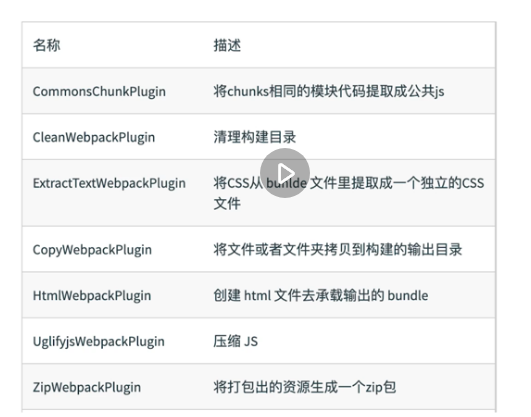 名称 描述
CommonsChunkPlugin 将chunks相同的模块代码提取成公共js
CleanWebpackPlugin 清理构建目录
ExtractTextWebpackPlugin 将CSS从 bunlde 文件里提取成一个独立的CSS
文件
CopyWebpackPlugin 将文件或者文件夹拷贝到构建的输出目录
HtmlWebpackPlugin 创建 html 文件去承载输出的 bundle
UglifyjsWebpackPlugin 压缩 JS
ZipWebpackPlugin 将打包出的资源生成一个zip包